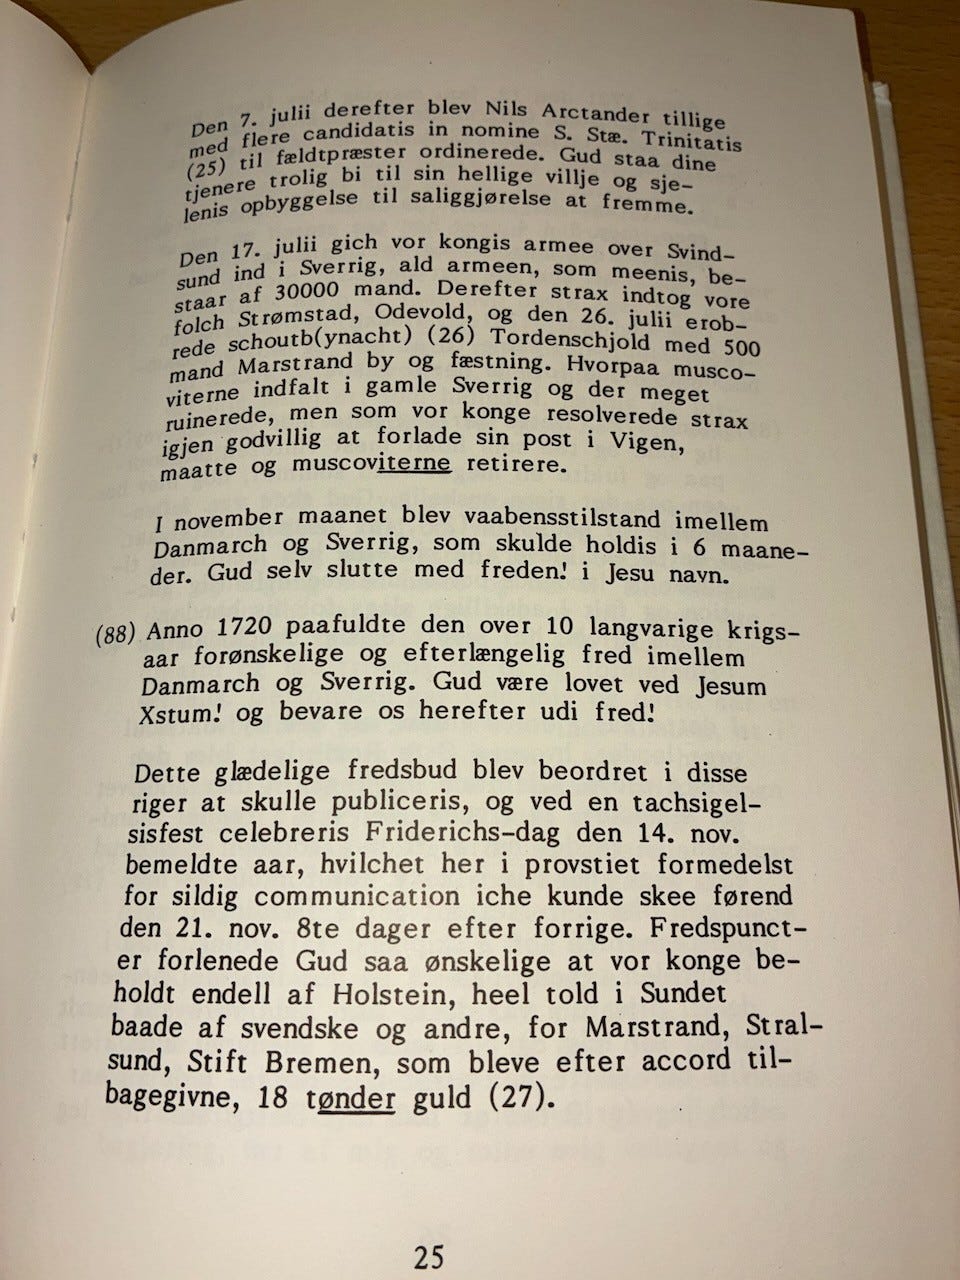 Den 7. julii derefter blev Nils Arctander tillige
med flere candidatis in nomine S. Stæ. Trinitatis
(25) til fældtpræster ordinerede. Gud staa dine
tjenere trolig bi til sin hellige villje og sje-
lenis opbyggelse til saliggjørelse at fremme.
Den 17. julii gich vor kongis armee over Svind-
sund ind i Sverrig, ald armeen, som meenis, be-
staar af 30000 mand. Derefter strax indtog vore
folch Strømstad, Odevold, og den 26. julii erob-
rede schoutb(ynacht) (26) Tordenschjold med 500
mand Marstrand by og fæstning. Hvorpaa musco-
viterne indfalt i gamle Sverrig og der meget
ruinerede, men som vor konge resolverede strax
igjen godvillig at forlade sin post i Vigen,
maatte og muscoviterne retirere.
I november maanet blev vaabensstilstand imellem
Danmarch og Sverrig, som skulde holdis i 6 maane-
der. Gud selv slutte med freden! i Jesu navn.
(88) Anno 1720 paafuldte den over 10 langvarige krigs-
aar forønskelige og efterlængelig fred imellem
Danmarch og Sverrig. Gud være lovet ved Jesum
Xstum! og bevare os herefter udi fred!
Dette glædelige fredsbud blev beordret i disse
riger at skulle publiceris, og ved en tachsigel-
sisfest celebreris Friderichs-dag den 14. nov.
bemeldte aar, hvilchet her i provstiet formedelst
for sildig communication iche kunde skee førend
den 21. nov. 8te dager efter forrige. Fredspunct-
er forlenede Gud saa ønskelige at vor konge be-
holdt endell af Holstein, heel told i Sundet
baade af svendske og andre, for Marstrand, Stral-
sund, Stift Bremen, som bleve efter accord til-
bagegivne, 18 tønder guld (27).
25